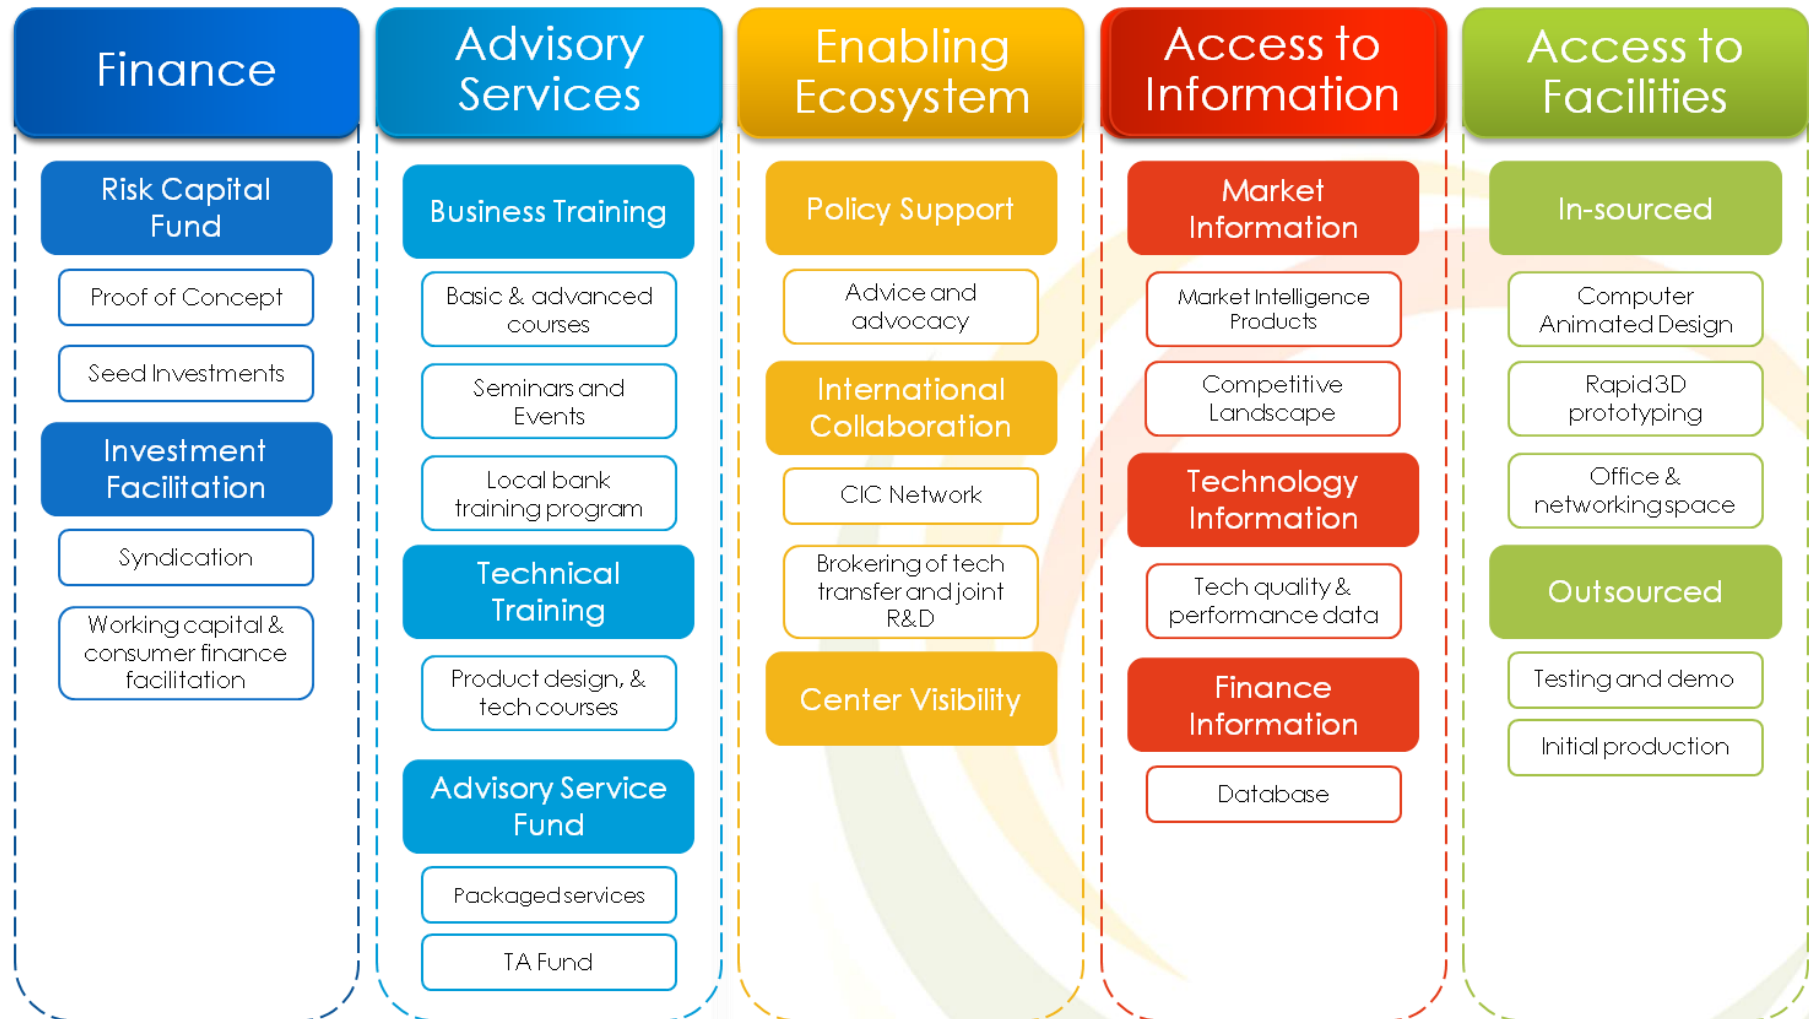 Finance
Risk Capital
Fund
Proof of Concept
Seed Investments
Investment
Facilitation
Syndication
Working capital &
consumer finance
facilitation
Advisory
Services
Business Training
Basic & advanced
courses
Seminars and
Events
Local bank
training program
Technical
Training
Product design, &
tech courses
Advisory Service
Fund
Packaged services
TA Fund
Enabling
Ecosystem
Policy Support
Advice and
advocacy
International
Collaboration
CIC Network
Brokering of tech
transfer and joint
R&D
Center Visibility
Access to
Information
Market
Information
Market Intelligence
Products
Competitive
Landscape
Technology
Information
Tech quality &
performance data
Finance
Information
Database
Access to
Facilities
In-sourced
Computer
Animated Design
Rapid 3D
prototyping
Office &
networking space
Outsourced
Testing and demo
Initial production